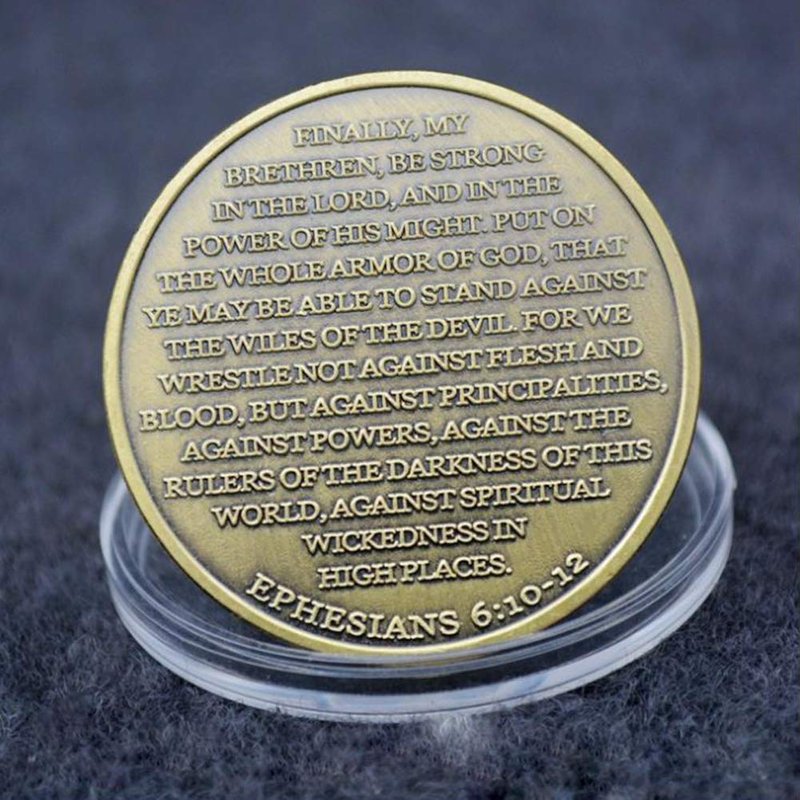 FINALLY, MY
BRETHREN, BE STRONG
IN THE LORD, AND IN THE
POWER OF HIS MIGHT. PUT ON
THE WHOLE ARMOR OF GOD, THAT
YE MAY BE ABLE TO STAND AGAINST
THE WILES OF THE DEVIL. FOR WE
WRESTLE NOT AGAINST FLESH AND
BLOOD, BUT AGAINST PRINCIPALITIES,
AGAINST POWERS, AGAINST THE
RULERS OF THE DARKNESS OF THIS
WORLD, AGAINST SPIRITUAL
WICKEDNESS IN
HIGH PLACES.
EPHESIANS 6:10-12